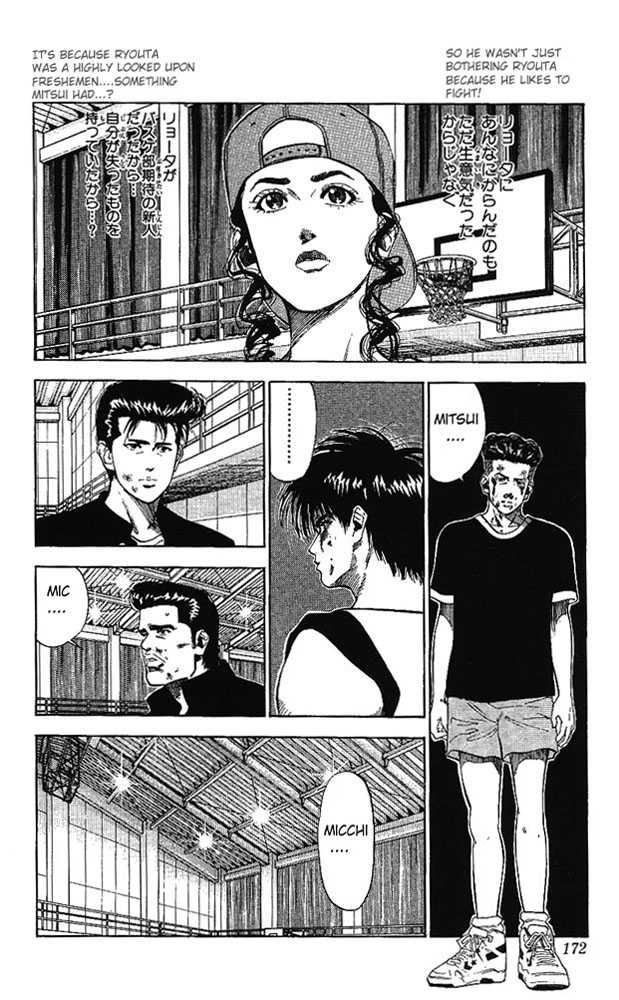 SO HE WASN'T JUST
BOTHERING RYOUTA
BECAUSE HE LIKES TO
FIGHT!
IT'S BECAUSE RYOUTA
WAS A HIGHLY LOOKED UPON
FRESHEMEN....SOMETHING
MITSUI HAD...?
リョータに
あんなにからんだのも
ただ生意気だった
からじゃなく
リョータが
バスケ部期待の新人
だったから…
自分が失ったものを
持っていたから…?
MITSUI
....
…………
MIC
....
MICCHI
....
172